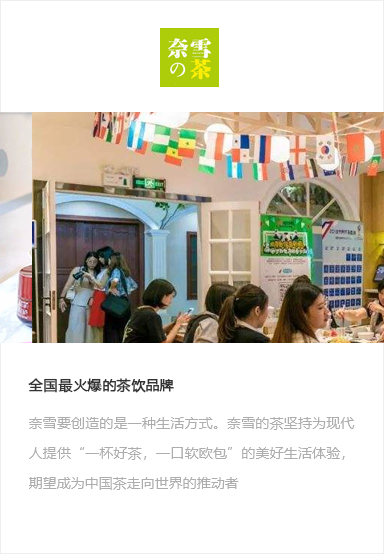 奈雪
の茶
EXIT
全国最火爆的茶饮品牌
奈雪要创造的是一种生活方式。奈雪的茶坚持为现代
人提供“一杯好茶，一口软欧包”的美好生活体验，
期望成为中国茶走向世界的推动者